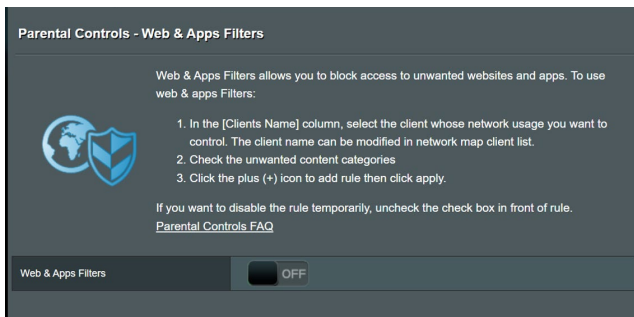 Parental Controls - Web & Apps Filters
Web & Apps Filters allows you to block access to unwanted websites and apps. To use
web & apps Filters:
1. In the [Clients Name] column, select the client whose network usage you want to
control. The client name can be modified in network map client list.
2. Check the unwanted content categories
3. Click the plus (+) icon to add rule then click apply.
If you want to disable the rule temporarily, uncheck the check box in front of rule.
Parental Controls FAQ
Web & Apps Filters
OFF